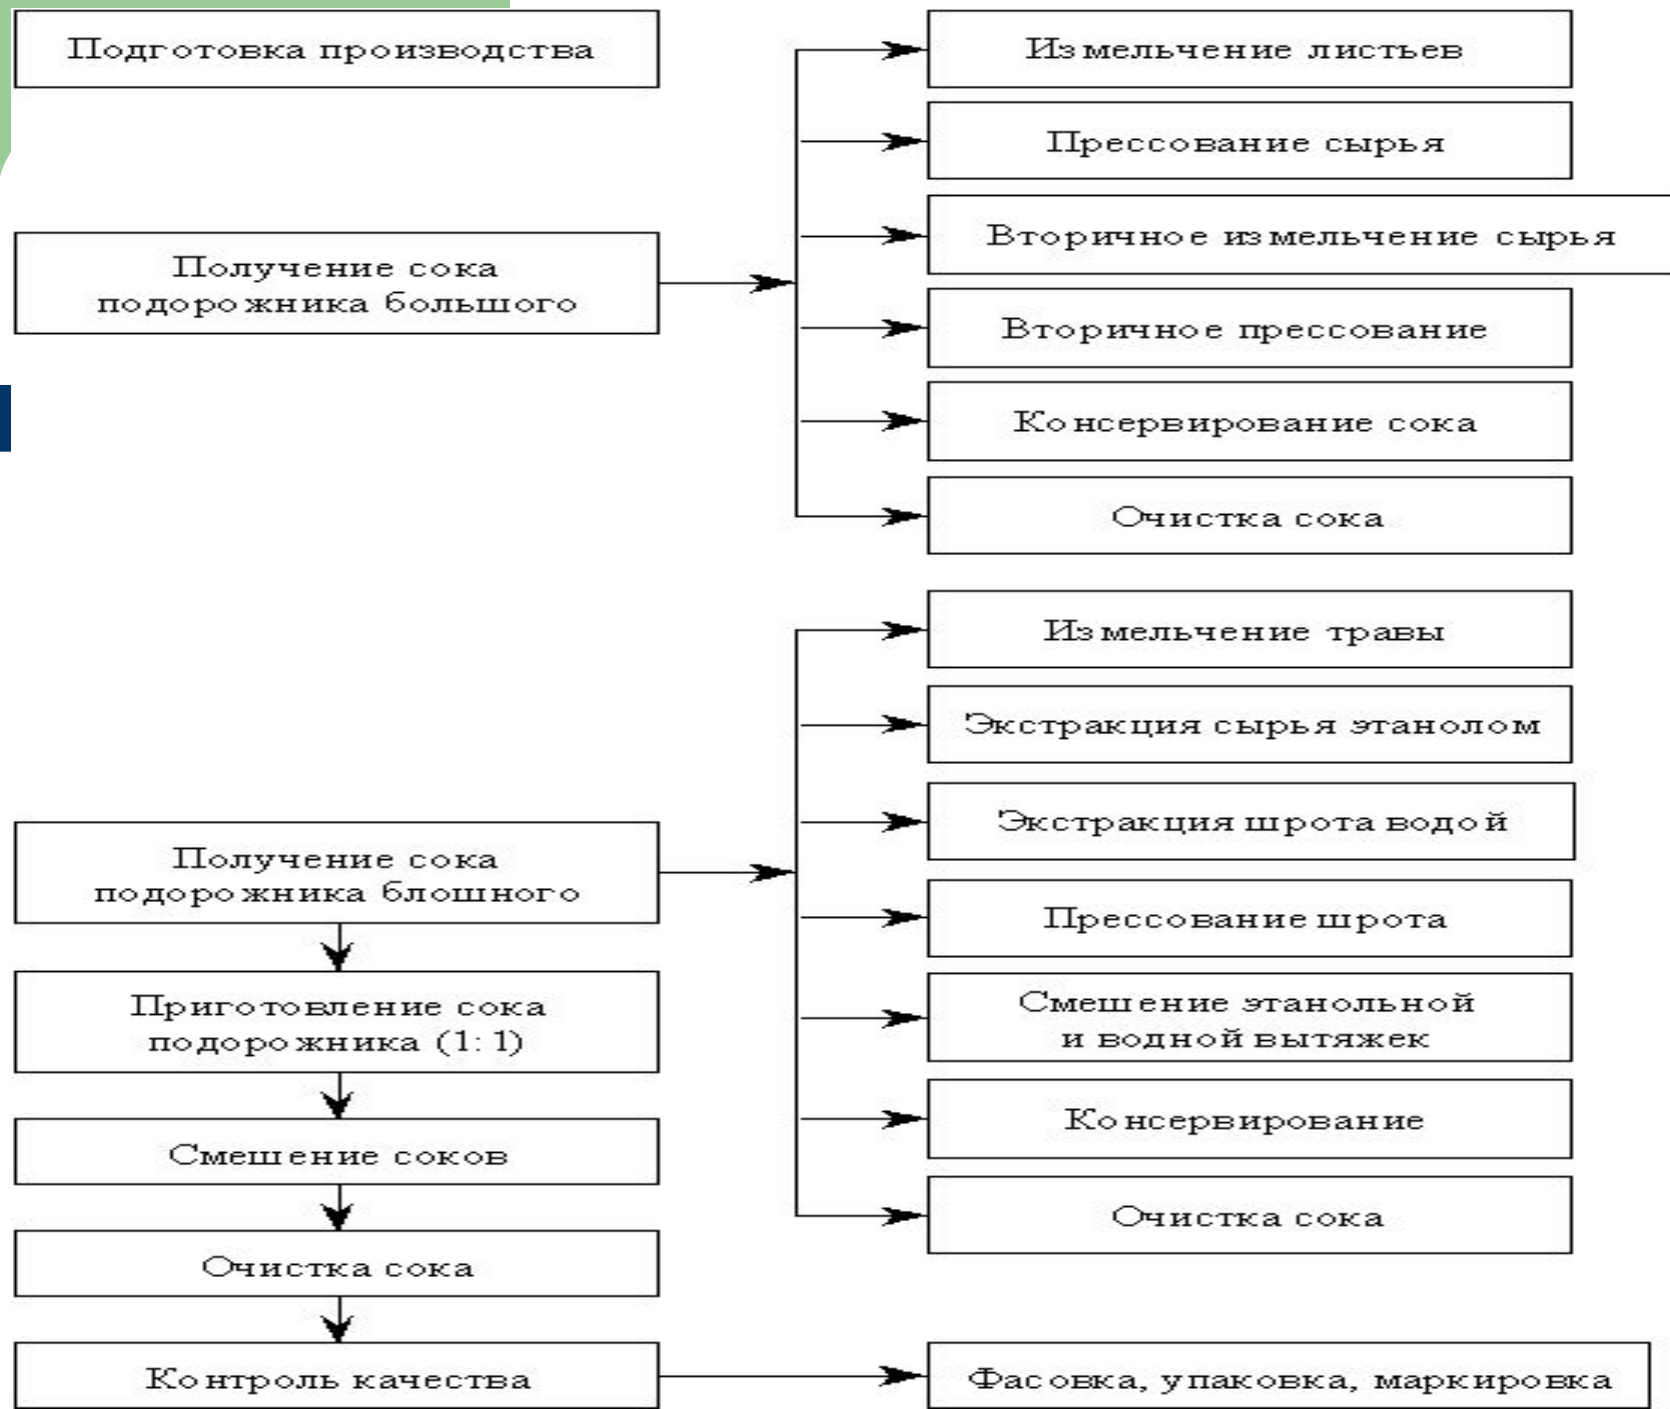 Подготовка производства
Получение сока
подорожника большого
Измельчение листьев
Прессование сырья
Вторичное измельчение сырья
Вторичное прессование
Консервирование сока
Очистка сока
Получение сока
подорожника блошного
Измельчение травы
Экстракция сырья этанолом
Экстракция шрота водой
Прессование шрота
Смешение этанольной
и водной вытяжек
Консервирование
Очистка сока
Приготовление сока
подорожника (1:1)
Смешение соков
Очистка сока
Контроль качества
Фасовка, упаковка, маркировка